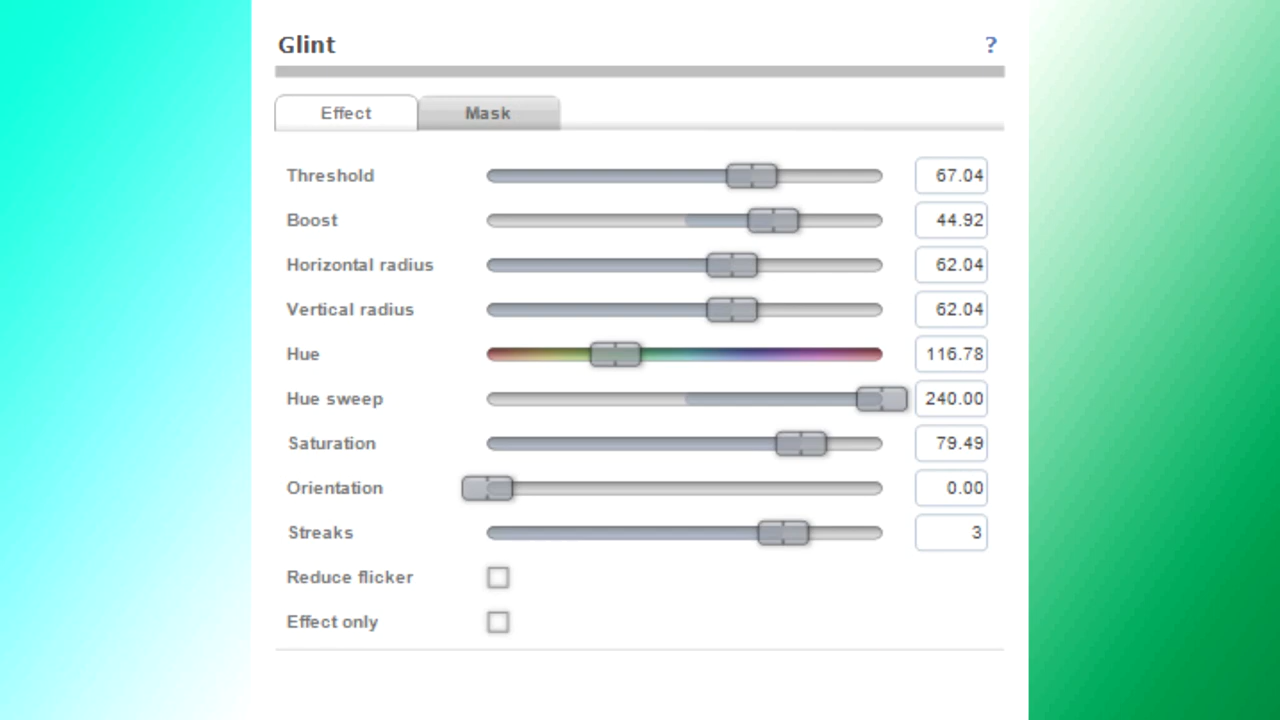 Glint ?
Effect Mask
Threshold 67.04
Boost 44.92
Horizontal radius 62.04
Vertical radius 62.04
Hue 116.78
Hue sweep 240.00
Saturation 79.49
Orientation 0.00
Streaks 3
Reduce flicker
Effect only